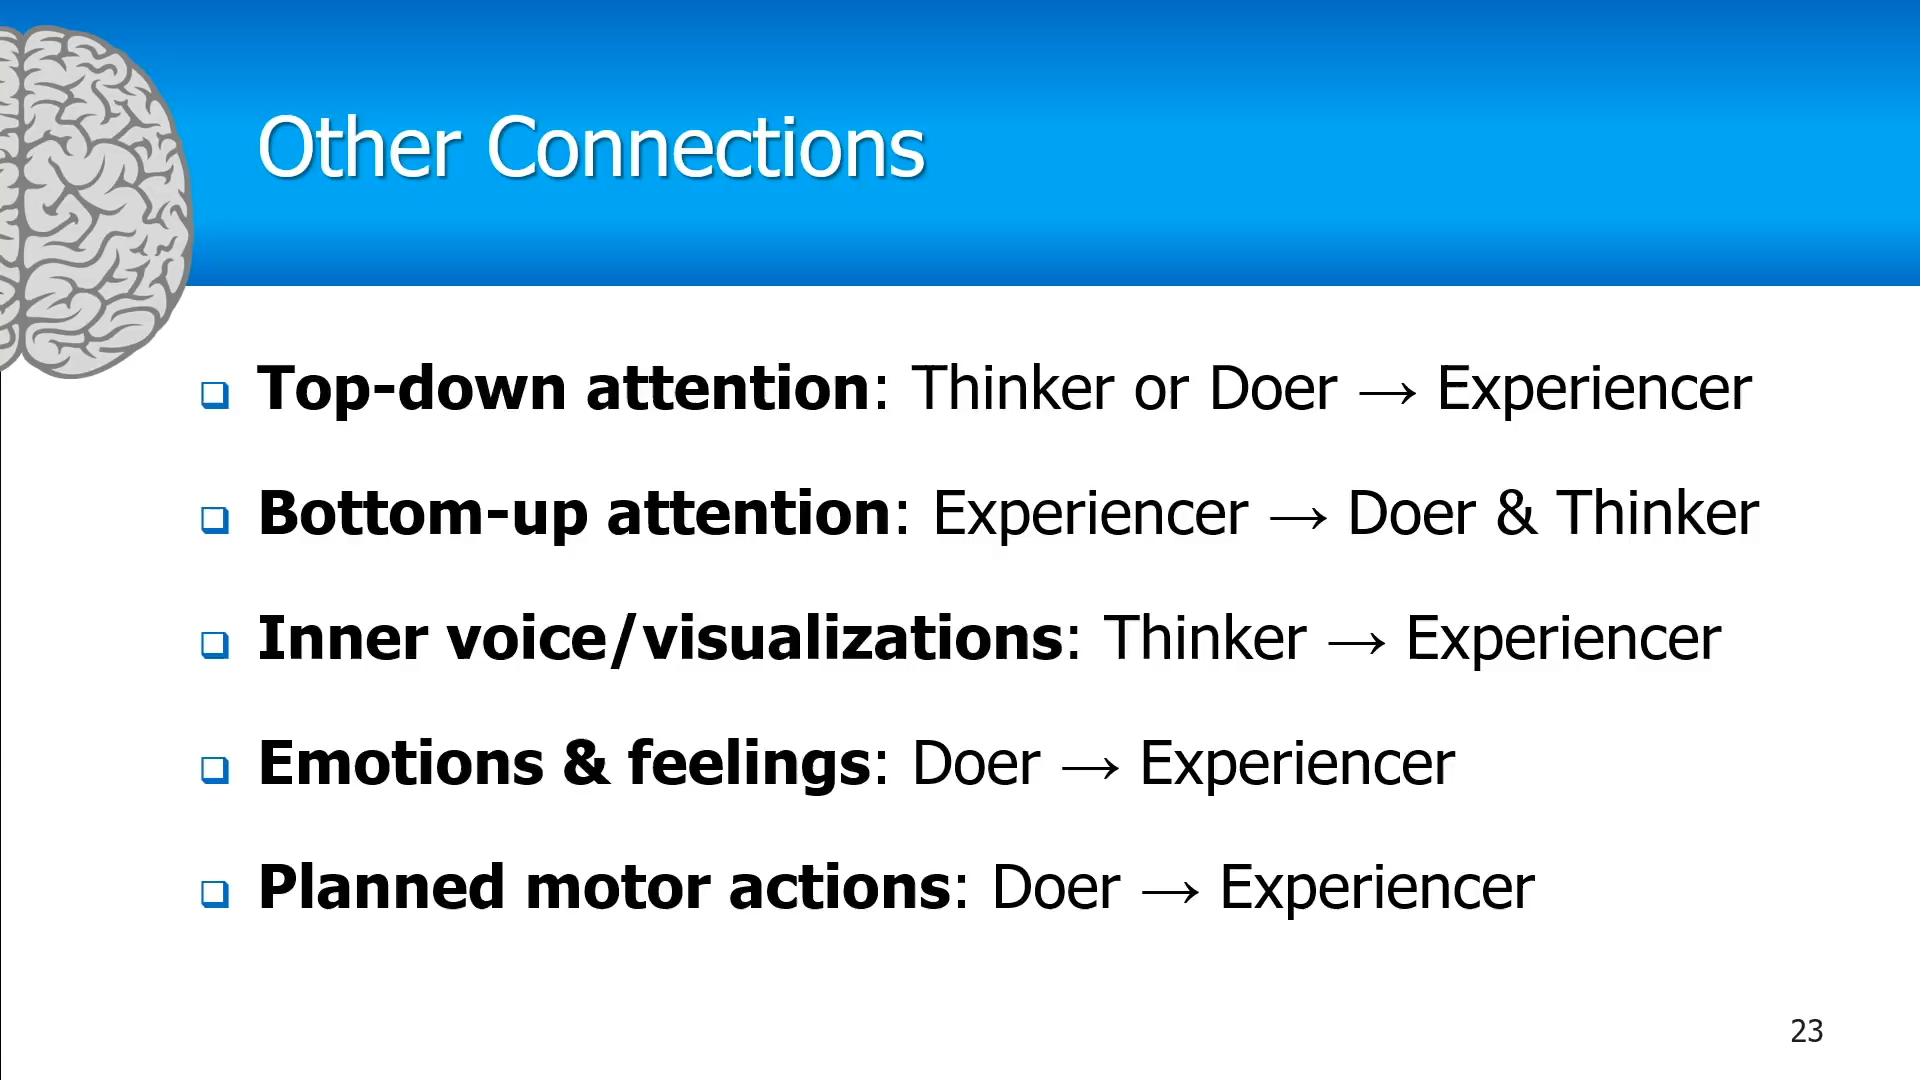 Other Connections
Top-down attention: Thinker or Doer → Experiencer
Bottom-up attention: Experiencer → Doer & Thinker
Inner voice/visualizations: Thinker → Experiencer
Emotions & feelings: Doer → Experiencer
Planned motor actions: Doer → Experiencer
23